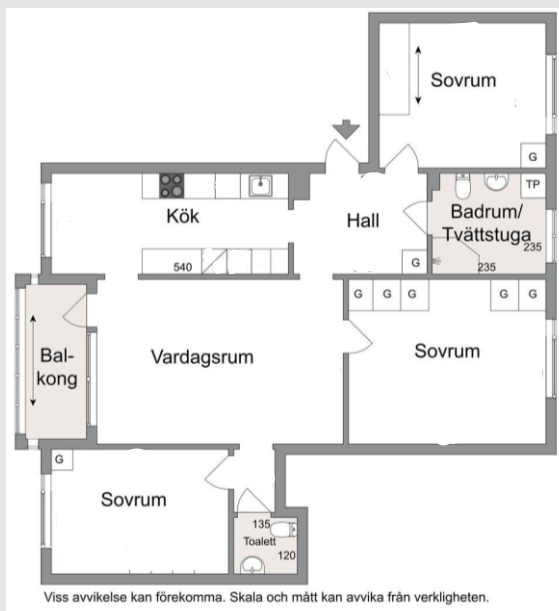 Sovrum
G
TP
Kök
Hall
Badrum/
Tvättstuga
235
235
540
G
G G G G G
Bal-
kong
Vardagsrum
Sovrum
G
Sovrum
135
Toalett
120
Viss avvikelse kan förekomma. Skala och mått kan avvika från verkligheten.